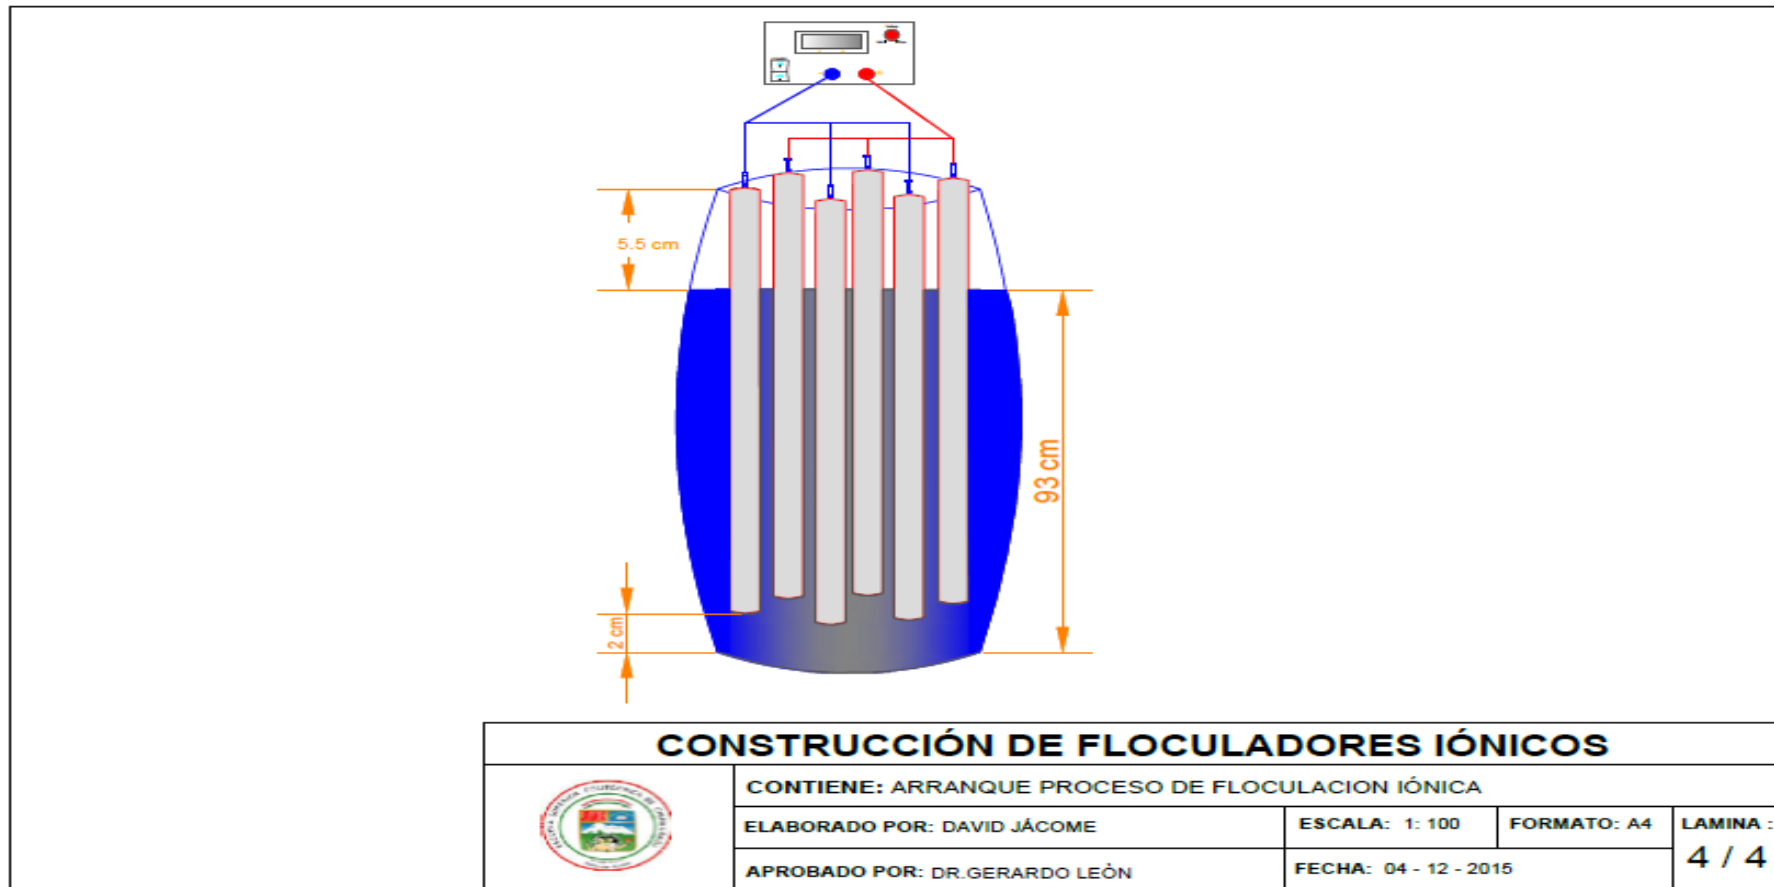 5.5 cm
93 cm
2 cm
CONSTRUCCIÓN DE FLOCULADORES IÓNICOS
CONTIENE: ARRANQUE PROCESO DE FLOCULACION IÓNICA
ELABORADO POR: DAVID JÁCOME
ESCALA: 1: 100
FORMATO: A4
LAMINA :
4 / 4
APROBADO POR: DR.GERARDO LEÒN
FECHA: 04 - 12 - 2015